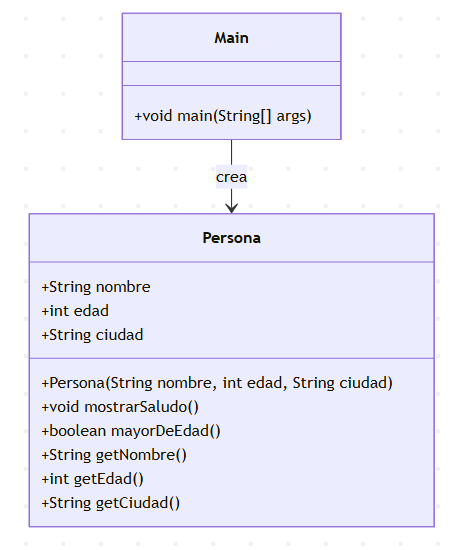 Main
+void main(String[] args)
crea
Persona
+String nombre
+int edad
+String ciudad
+Persona(String nombre, int edad, String ciudad)
+void mostrarSaludo()
+boolean mayorDeEdad()
+String getNombre()
+int getEdad()
+String getCiudad()